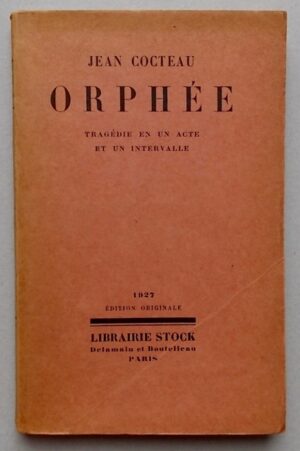 JEAN COCTEAU
ORPHÉE
TRAGÉDIE EN UN ACTE
ET UN INTERVALLE
1927
ÉDITION ORIGINALE
LIBRAIRIE STOCK
Delamain et Boutelleau
PARIS